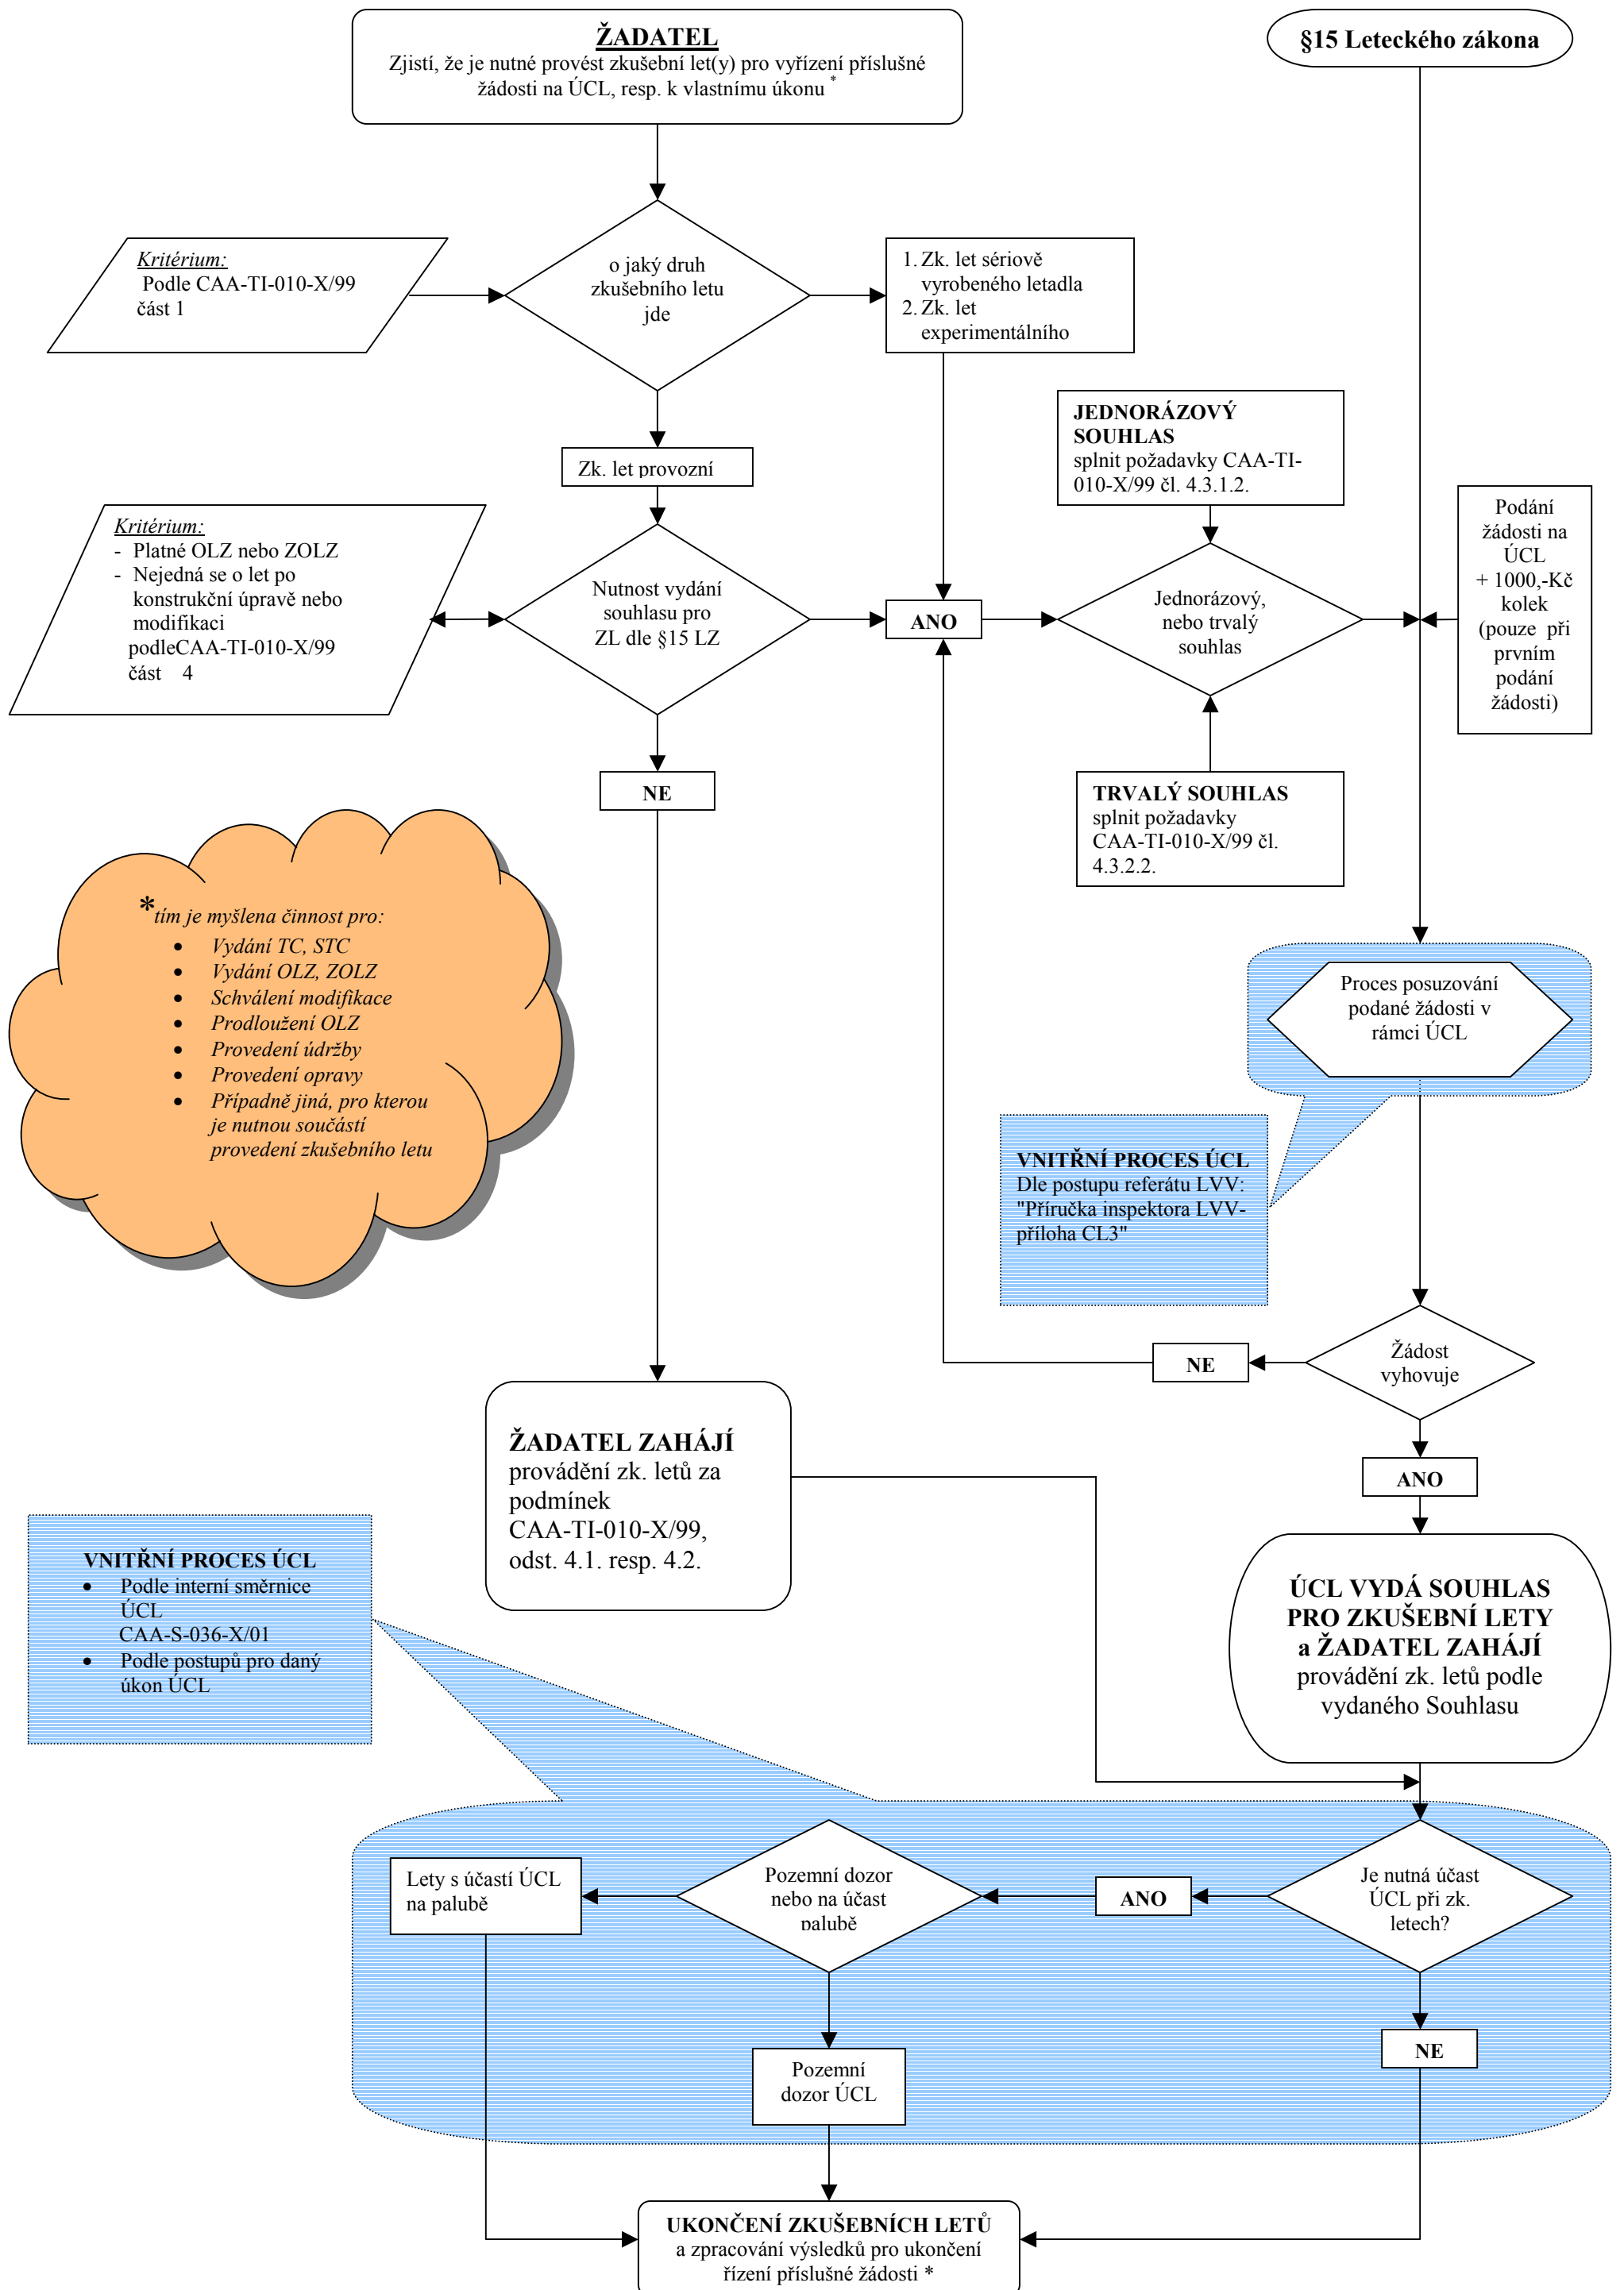 ŽADATEL
Zjistí, že je nutné provést zkušební let(y) pro vyřízení příslušné
žádosti na ÚCL, resp. k vlastnímu úkonu *
§15 Leteckého zákona
Kritérium:
Podle CAA-TI-010-X/99
část 1
o jaký druh
zkušebního letu
jde
1. Zk. let sériově
vyrobeného letadla
2. Zk. let
experimentálního
JEDNORÁZOVÝ
SOUHLAS
splnit požadavky CAA-TI-
010-X/99 čl. 4.3.1.2.
Zk. let provozní
Kritérium:
- Platné OLZ nebo ZOLZ
- Nejedná se o let po
konstrukční úpravě nebo
modifikaci
podleCAA-TI-010-X/99
část 4
Nutnost vydání
souhlasu pro
ZL dle §15 LZ
ANO
Jednorázový,
nebo trvalý
souhlas
Podání
žádosti na
ÚCL
+ 1000,-Kč
kolek
(pouze při
prvním
podání
žádosti)
NE
TRVALÝ SOUHLAS
splnit požadavky
CAA-TI-010-X/99 čl.
4.3.2.2.
*tím je myšlena činnost pro:
• Vydání TC, STC
• Vydání OLZ, ZOLZ
• Schválení modifikace
• Prodloužení OLZ
• Provedení údržby
• Provedení opravy
• Případně jiná, pro kterou
je nutnou součástí
provedení zkušebního letu
Proces posuzování
podané žádosti v
rámci ÚCL
VNITŘNÍ PROCES ÚCL
Dle postupu referátu LVV:
"Příručka inspektora LVV-
příloha CL3"
Žádost
vyhovuje
NE
ANO
ŽADATEL ZAHÁJÍ
provádění zk. letů za
podmínek
CAA-TI-010-X/99,
odst. 4.1. resp. 4.2.
VNITŘNÍ PROCES ÚCL
• Podle interní směrnice
ÚCL
CAA-S-036-X/01
• Podle postupů pro daný
úkon ÚCL
ÚCL VYDÁ SOUHLAS
PRO ZKUŠEBNÍ LETY
a ŽADATEL ZAHÁJÍ
provádění zk. letů podle
vydaného Souhlasu
Lety s účastí ÚCL
na palubě
Pozemní dozor
nebo na účast
palubě
ANO
Je nutná účast
ÚCL při zk.
letech?
Pozemní
dozor ÚCL
NE
UKONČENÍ ZKUŠEBNÍCH LETŮ
a zpracování výsledků pro ukončení
řízení příslušné žádosti *